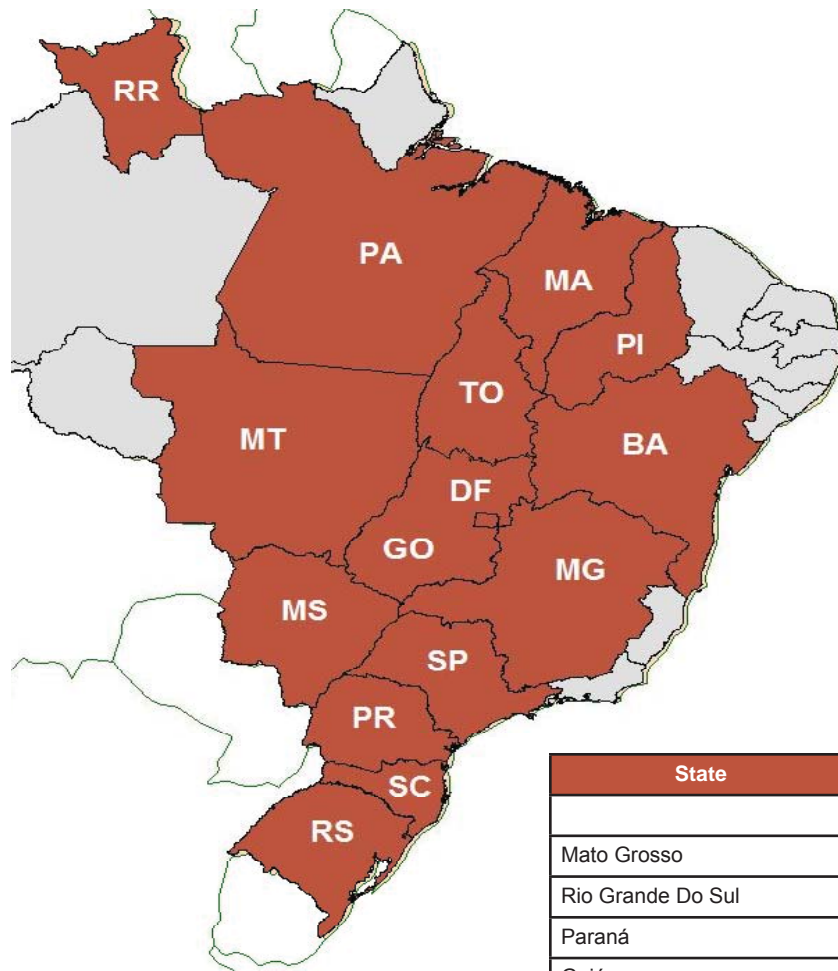 RR
PA
MA
PI
TO
MT
BA
DF
GO
MG
MS
SP
PR
SC
RS
State
Mato Grosso
Rio Grande Do Sul
Paraná